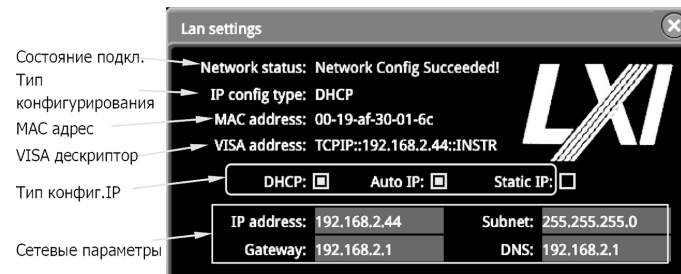 Lan settings
Состояние подкл.
Network status: Network Config Succeeded!
Тип
конфигурирования
IP config type: DHCP
MAC адрес
MAC address: 00-19-af-30-01-6c
VISA дескриптор
VISA address: TCPIP::192.168.2.44::INSTR
LXI
Тип конфиг.IP
DHCP: Auto IP: Static IP:
Сетевые параметры
IP address: 192.168.2.44 Subnet: 255.255.255.0
Gateway: 192.168.2.1 DNS: 192.168.2.1